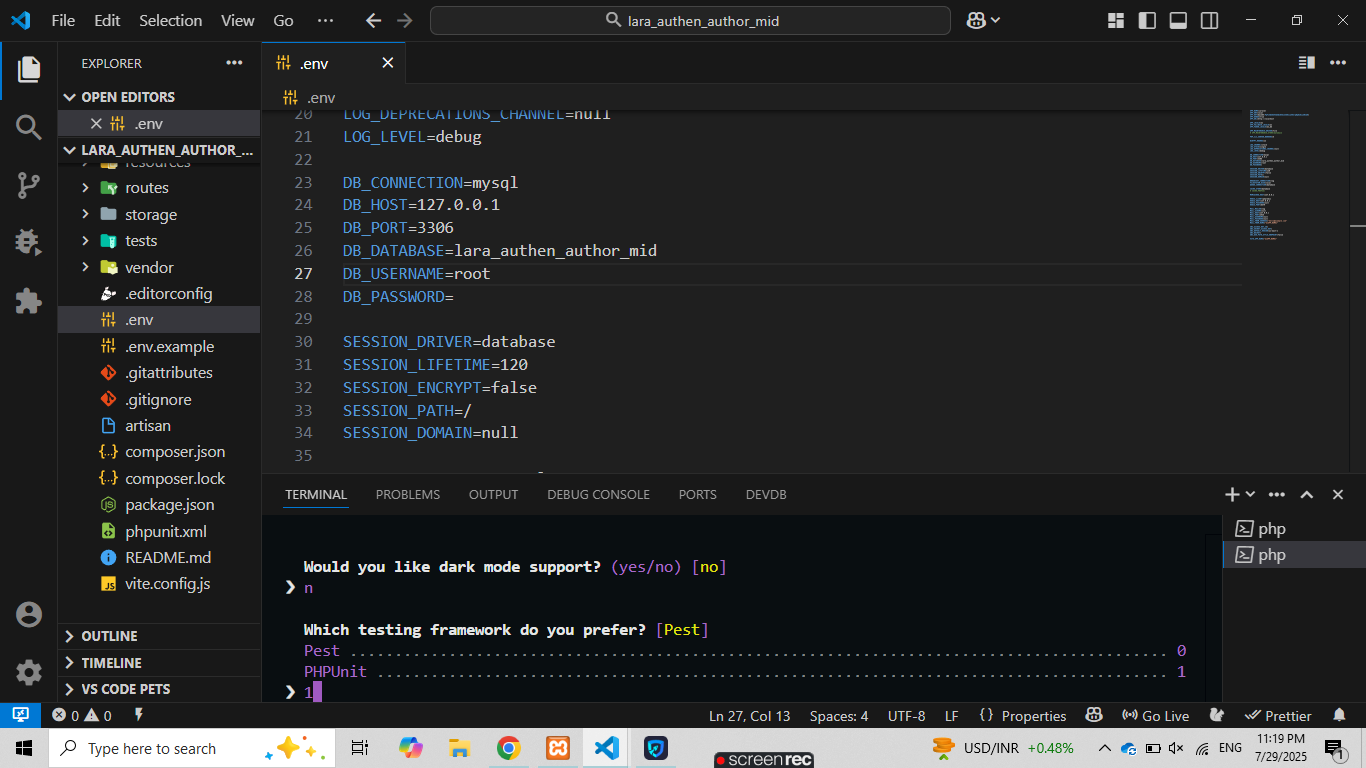 File Edit Selection View Go ··· lara_authen_author_mid
EXPLORER ···
OPEN EDITORS
.env
LARA_AUTHEN_AUTHOR_...
resources
routes
storage
tests
vendor
.editorconfig
.env
.env.example
.gitattributes
.gitignore
artisan
composer.json
composer.lock
package.json
phpunit.xml
README.md
vite.config.js
OUTLINE
TIMELINE
VS CODE PETS
.env
.env
20 LOG_DEPRECATIONS_CHANNEL=null
21 LOG_LEVEL=debug
22
23 DB_CONNECTION=mysql
24 DB_HOST=127.0.0.1
25 DB_PORT=3306
26 DB_DATABASE=lara_authen_author_mid
27 DB_USERNAME=root
28 DB_PASSWORD=
29
30 SESSION_DRIVER=database
31 SESSION_LIFETIME=120
32 SESSION_ENCRYPT=false
33 SESSION_PATH=/
34 SESSION_DOMAIN=null
35
TERMINAL PROBLEMS OUTPUT DEBUG CONSOLE PORTS DEVDB
Would you like dark mode support? (yes/no) [no]
❯ n
Which testing framework do you prefer? [Pest]
Pest ........................................................................................ 0
PHPUnit ..................................................................................... 1
❯ 1
php
php
0 0 Ln 27, Col 13 Spaces: 4 UTF-8 LF {} Properties Go Live Prettier
Type here to search USD/INR +0.48% ENG 11:19 PM
7/29/2025
1
screenrec